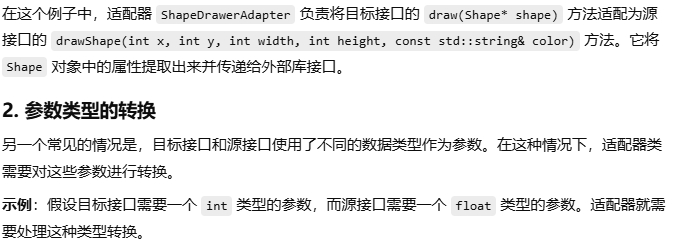 在这个例子中，适配器 ShapeDrawerAdapter 负责将目标接口的 draw(Shape* shape) 方法适配为源
接口的 drawShape(int x, int y, int width, int height, const std::string& color) 方法。它将
Shape 对象中的属性提取出来并传递给外部库接口。
2. 参数类型的转换
另一个常见的情况是，目标接口和源接口使用了不同的数据类型作为参数。在这种情况下，适配器类
需要对这些参数进行转换。
示例：假设目标接口需要一个 int 类型的参数，而源接口需要一个 float 类型的参数。适配器就需
要处理这种类型转换。